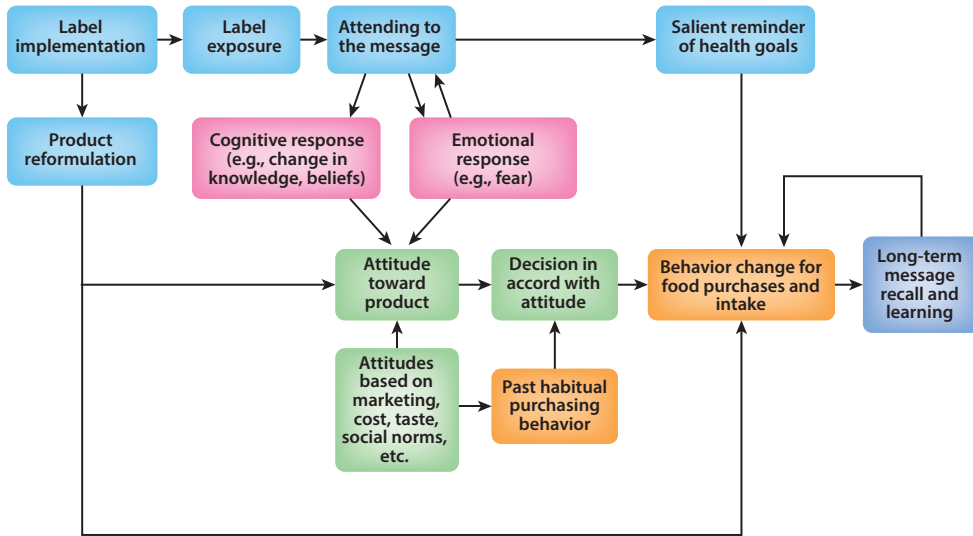 Label
implementation
Label
exposure
Attending to
the message
Salient reminder
of health goals
Product
reformulation
Cognitive response
(e.g., change in
knowledge, beliefs)
Emotional
response
(e.g., fear)
Attitude
toward
product
Decision in
accord with
attitude
Behavior change for
food purchases and
intake
Long-term
message
recall and
learning
Attitudes
based on
marketing,
cost, taste,
social norms,
etc.
Past habitual
purchasing
behavior